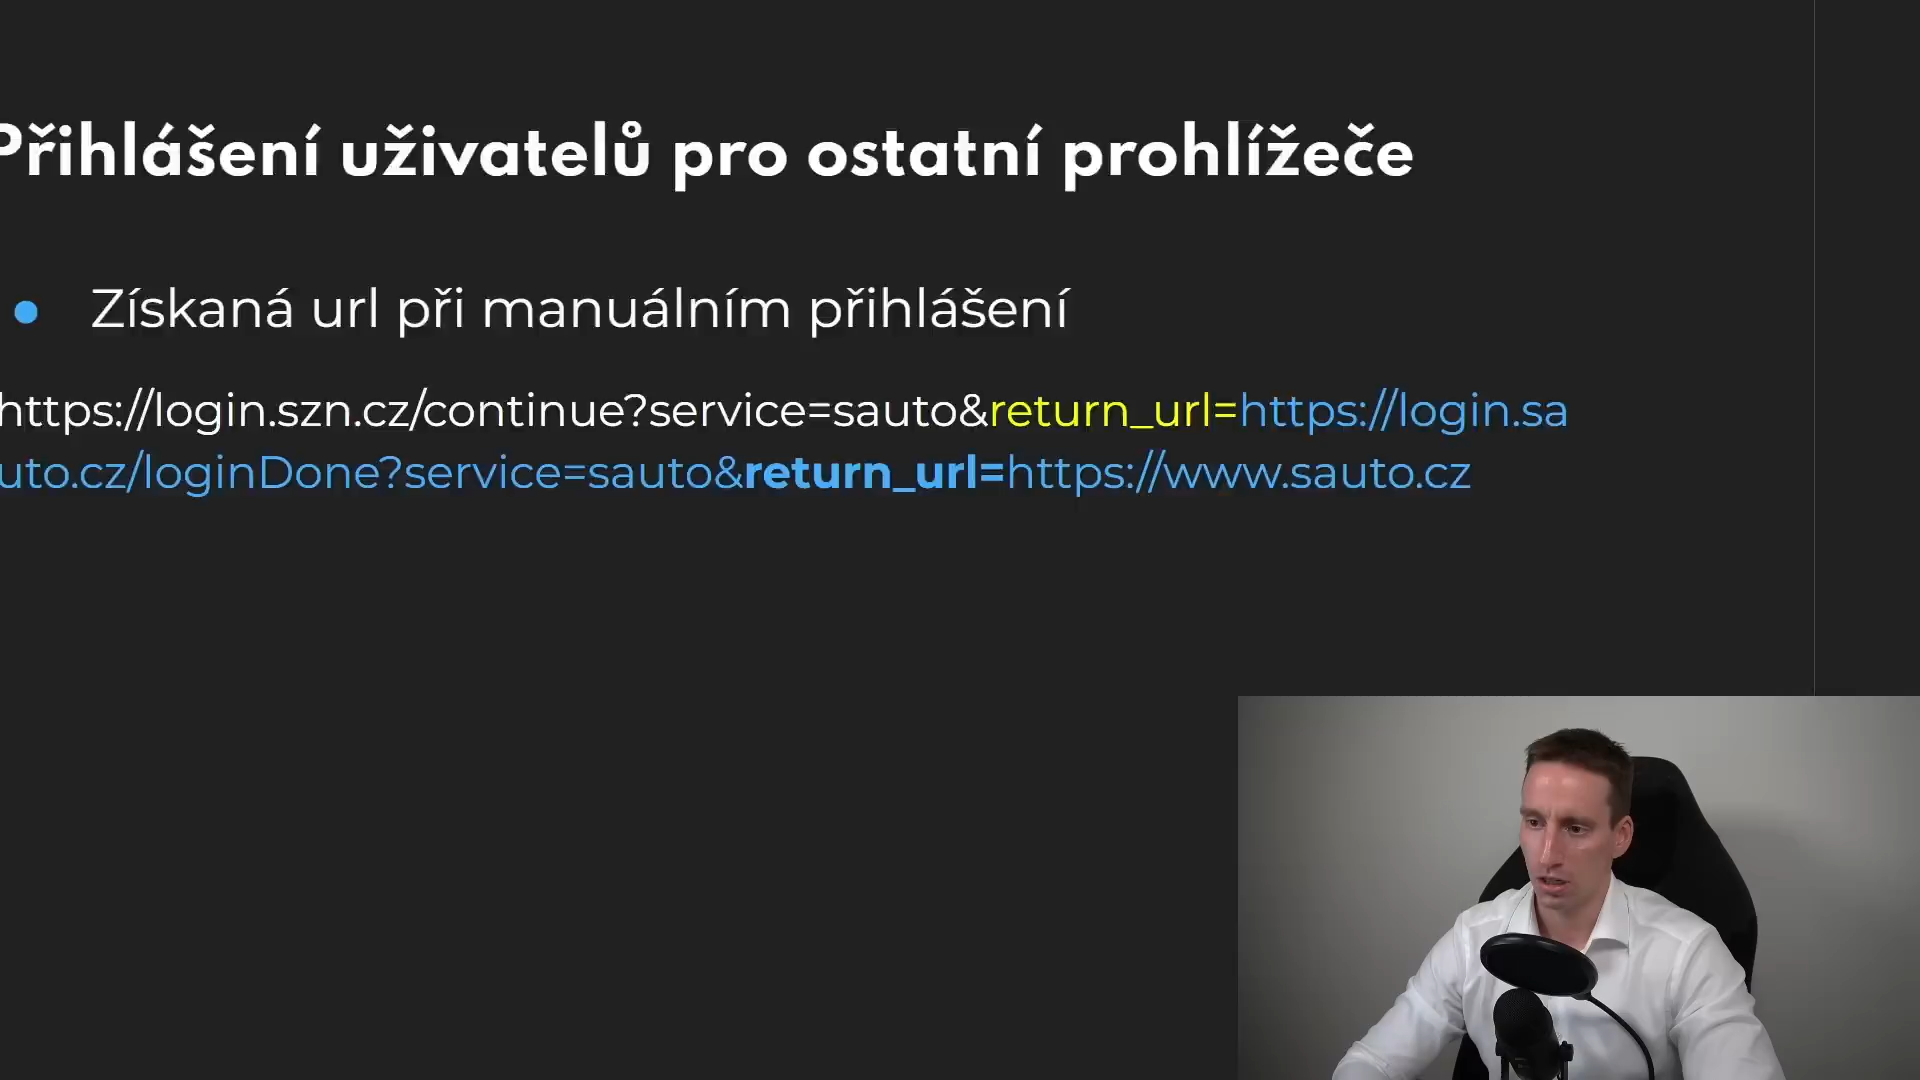 Přihlášení uživatelů pro ostatní prohlížeče
Získaná url při manuálním přihlášení
https://login.szn.cz/continue?service=sauto&return_url=https://login.sa
uto.cz/loginDone?service=sauto&return_url=https://www.sauto.cz